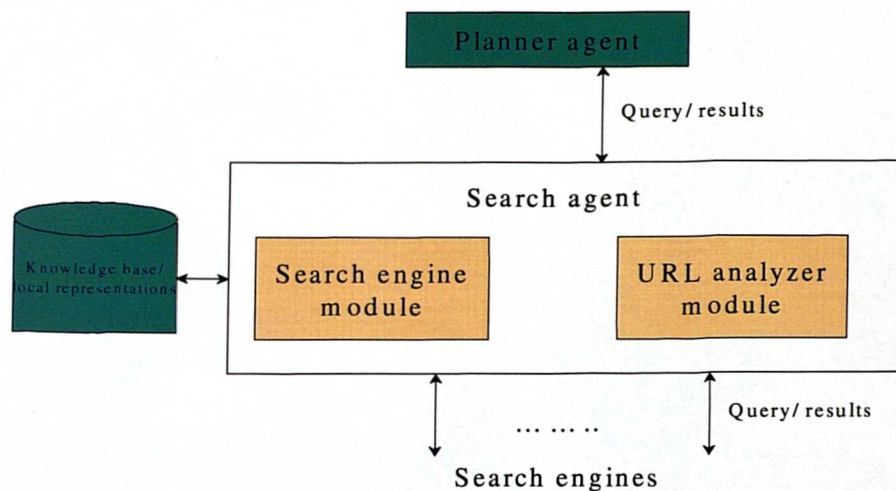 Planner agent
Query/ results
Search agent
Knowledge base/
local representations
Search engine
module
URL analyzer
module
Query/ results
... ... ..
Search engines